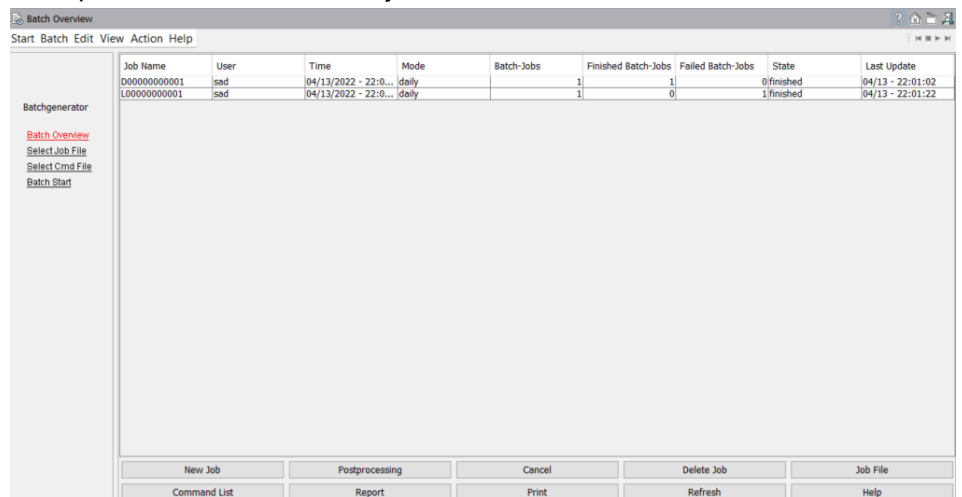 Batch Overview
Start Batch Edit View Action Help
Job Name User Time Mode Batch-Jobs Finished Batch-Jobs Failed Batch-Jobs State Last Update
D00000000001 sad 04/13/2022 - 22:0... daily 1 1 0 finished 04/13 - 22:01:02
L00000000001 sad 04/13/2022 - 22:0... daily 1 0 1 finished 04/13 - 22:01:22
Batchgenerator
Batch Overview
Select Job File
Select Cmd File
Batch Start
New Job Postprocessing Cancel Delete Job Job File
Command List Report Print Refresh Help